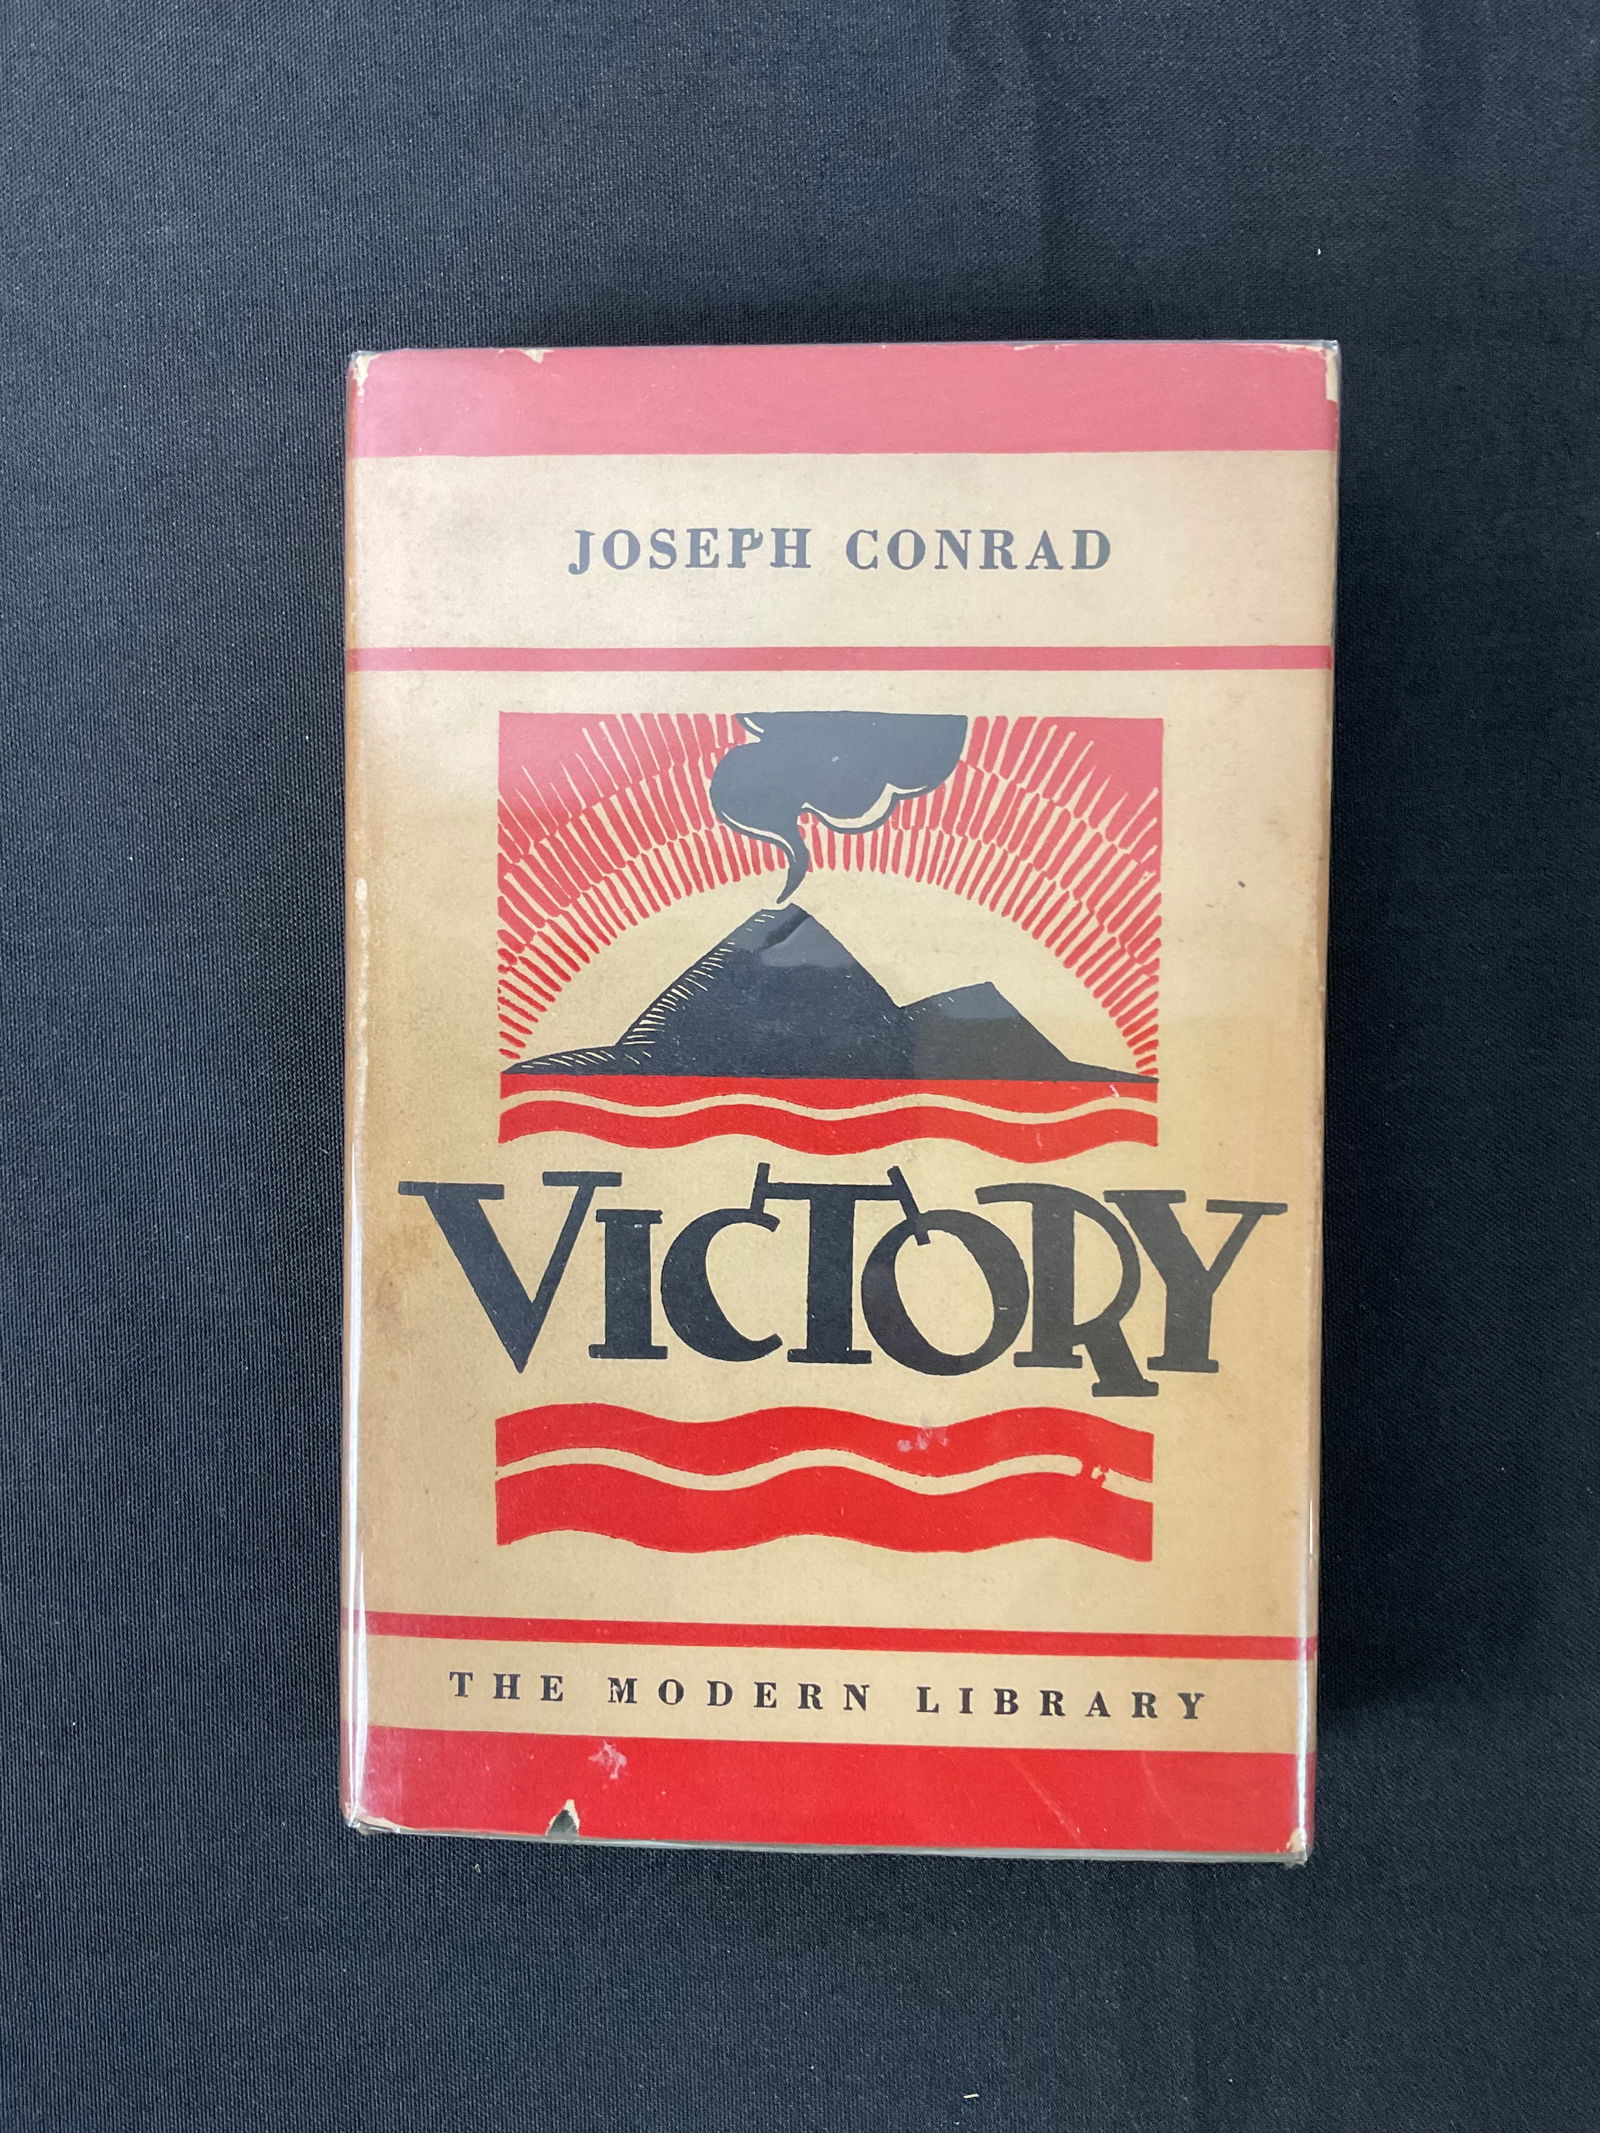 JOSEPH CONRAD
VICTORY
THE MODERN LIBRARY